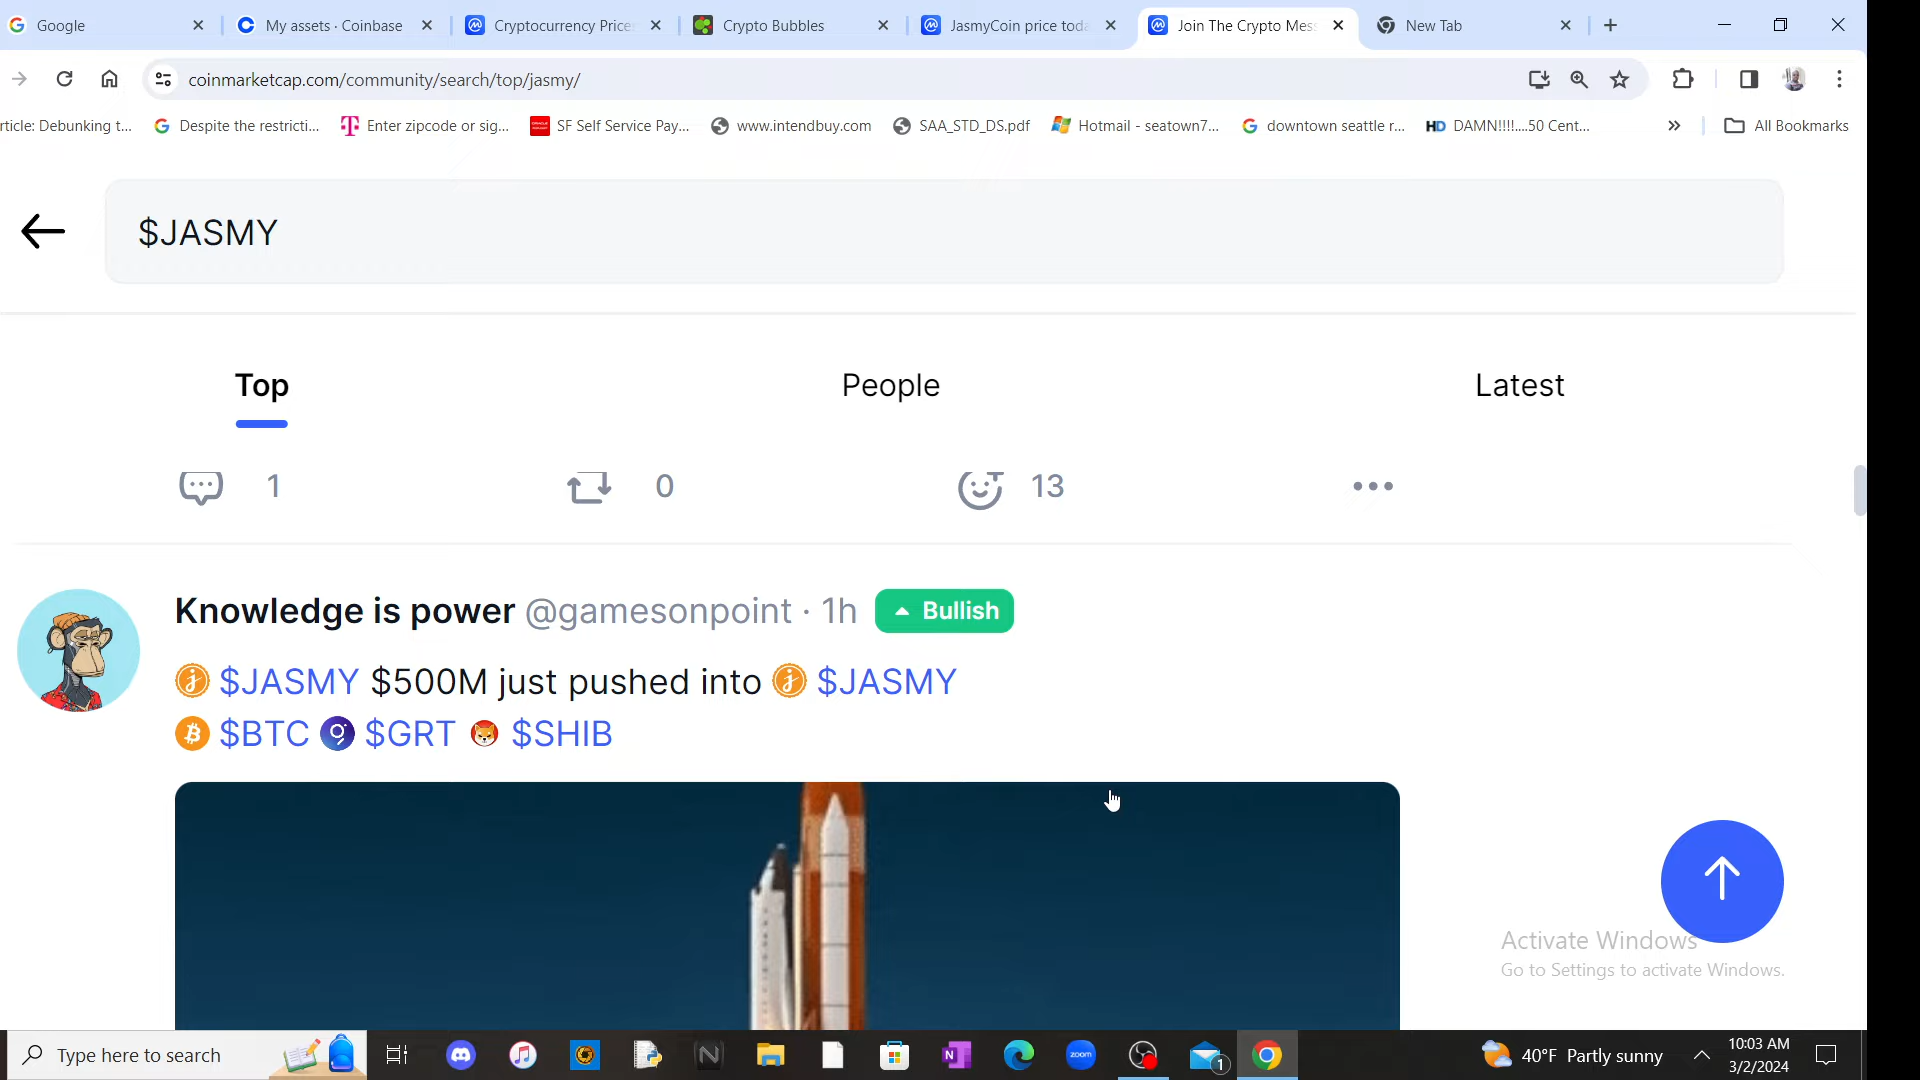 Google
My assets · Coinbase
Cryptocurrency Price
Crypto Bubbles
JasmyCoin price toda
Join The Crypto Mess
New Tab
coinmarketcap.com/community/search/top/jasmy/
rticle: Debunking t...
Despite the restricti...
Enter zipcode or sig...
SF Self Service Pay...
www.intendbuy.com
SAA_STD_DS.pdf
Hotmail - seatown7...
downtown seattle r...
HD DAMN!!!!....50 Cent...
All Bookmarks
$JASMY
Top
People
Latest
1
0
13
Knowledge is power @gamesonpoint · 1h Bullish
$JASMY $500M just pushed into $JASMY
$BTC $GRT $SHIB
Activate Windows
Go to Settings to activate Windows.
Type here to search
zoom
1
40°F Partly sunny
10:03 AM
3/2/2024